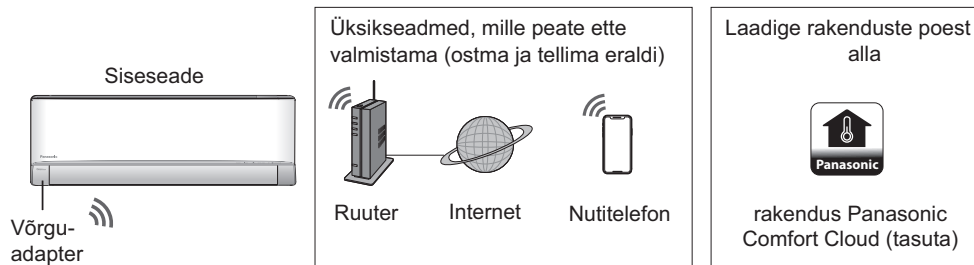 Siseseade
Panasonic
Võrgu-
adapter
Üksikseadmed, mille peate ette
valmistama (ostma ja tellima eraldi)
Ruuter
Internet
Nutitelefon
Laadige rakenduste poest
alla
Panasonic
rakendus Panasonic
Comfort Cloud (tasuta)